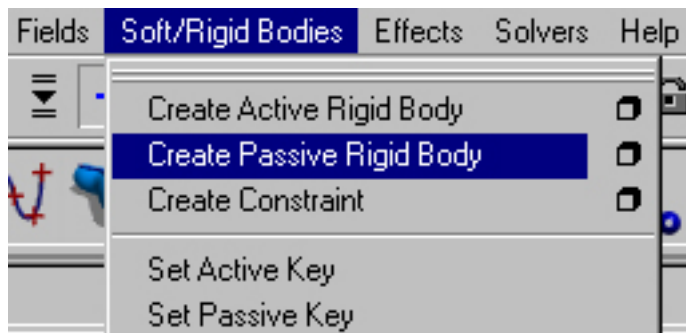 Fields Soft/Rigid Bodies Effects Solvers Help
Create Active Rigid Body
Create Passive Rigid Body
Create Constraint
Set Active Key
Set Passive Key